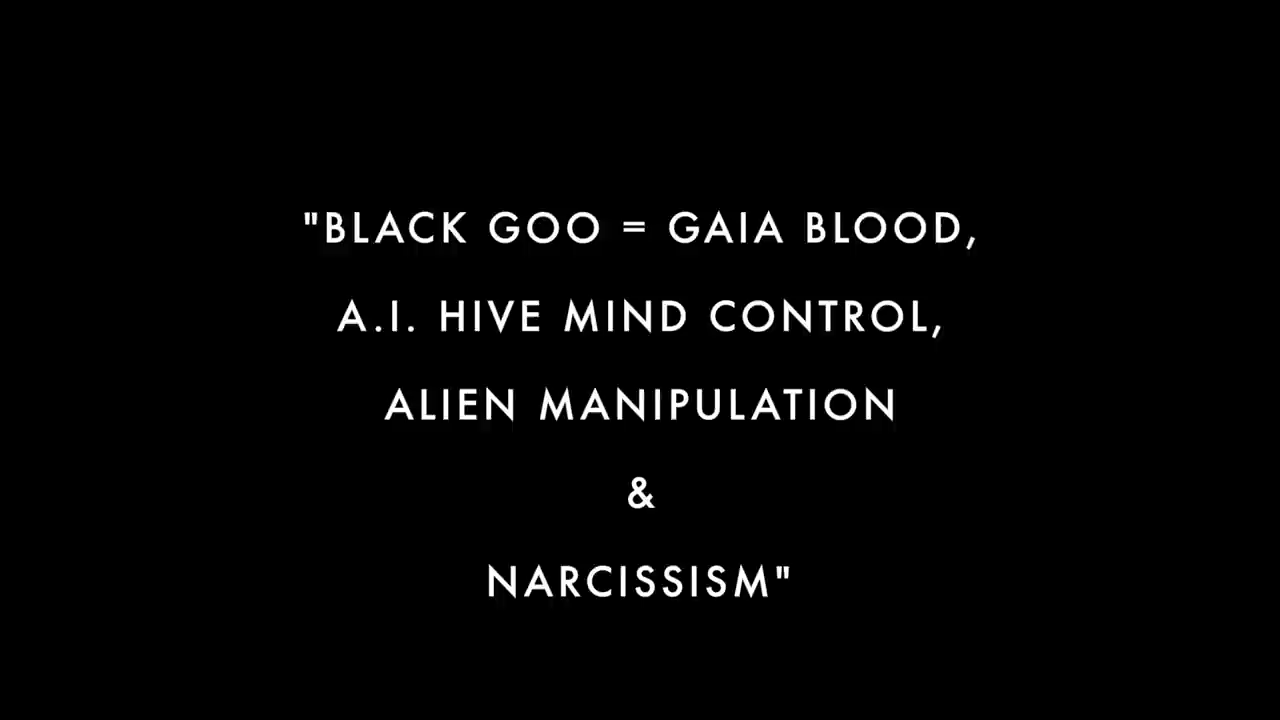 "BLACK GOO = GAIA BLOOD,
A.I. HIVE MIND CONTROL,
ALIEN MANIPULATION
&
NARCISSISM"